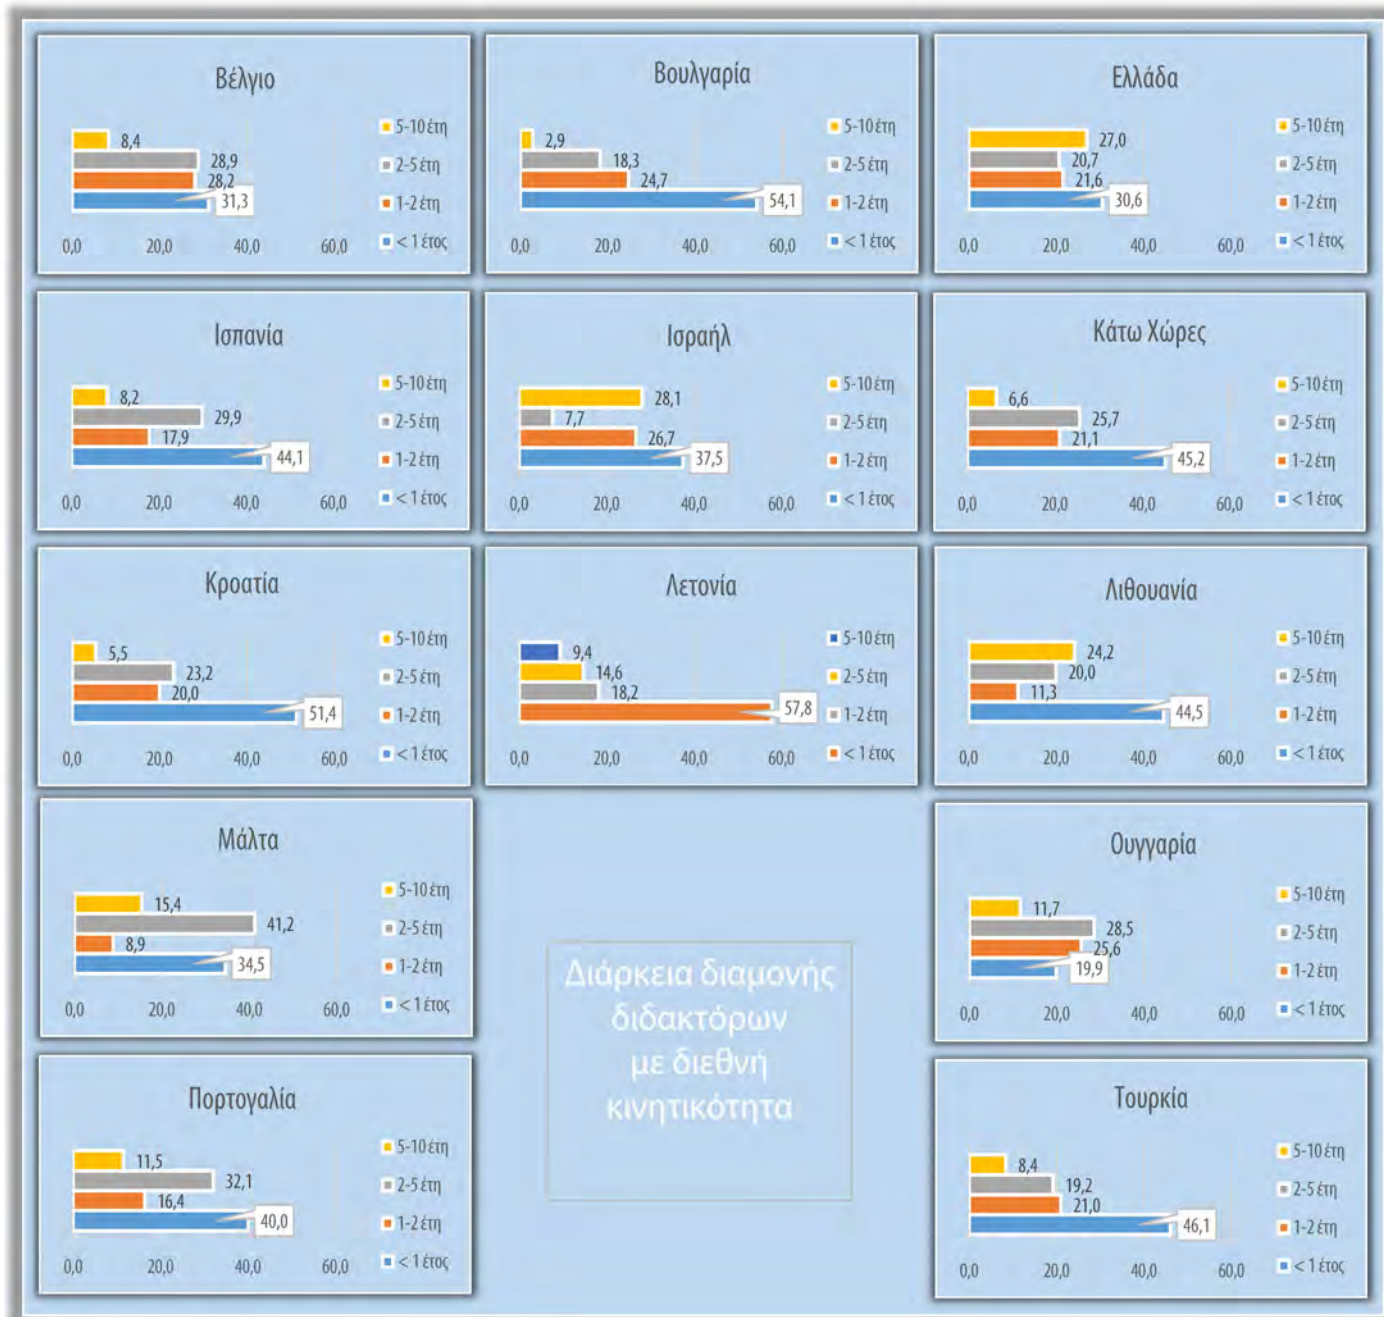 Βέλγιο
8,4
28,9
28,2
31,3
0,0 20,0 40,0 60,0
5-10 έτη
2-5 έτη
1-2 έτη
< 1 έτος
Βουλγαρία
2,9
18,3
24,7
54,1
0,0 20,0 40,0 60,0
5-10 έτη
2-5 έτη
1-2 έτη
< 1 έτος
Ελλάδα
27,0
20,7
21,6
30,6
0,0 20,0 40,0 60,0
5-10 έτη
2-5 έτη
1-2 έτη
< 1 έτος
Ισπανία
8,2
29,9
17,9
44,1
0,0 20,0 40,0 60,0
5-10 έτη
2-5 έτη
1-2 έτη
< 1 έτος
Ισραήλ
28,1
7,7
26,7
37,5
0,0 20,0 40,0 60,0
5-10 έτη
2-5 έτη
1-2 έτη
< 1 έτος
Κάτω Χώρες
6,6
25,7
21,1
45,2
0,0 20,0 40,0 60,0
5-10 έτη
2-5 έτη
1-2 έτη
< 1 έτος
Κροατία
5,5
23,2
20,0
51,4
0,0 20,0 40,0 60,0
5-10 έτη
2-5 έτη
1-2 έτη
< 1 έτος
Λετονία
9,4
14,6
18,2
57,8
0,0 20,0 40,0 60,0
5-10 έτη
2-5 έτη
1-2 έτη
< 1 έτος
Λιθουανία
24,2
20,0
11,3
44,5
0,0 20,0 40,0 60,0
5-10 έτη
2-5 έτη
1-2 έτη
< 1 έτος
Μάλτα
15,4
41,2
8,9
34,5
0,0 20,0 40,0 60,0
5-10 έτη
2-5 έτη
1-2 έτη
< 1 έτος
Διάρκεια διαμονής
διδακτόρων
με διεθνή
κινητικότητα
Ουγγαρία
11,7
28,5
25,6
19,9
0,0 20,0 40,0 60,0
5-10 έτη
2-5 έτη
1-2 έτη
< 1 έτος
Πορτογαλία
11,5
32,1
16,4
40,0
0,0 20,0 40,0 60,0
5-10 έτη
2-5 έτη
1-2 έτη
< 1 έτος
Τουρκία
8,4
19,2
21,0
46,1
0,0 20,0 40,0 60,0
5-10 έτη
2-5 έτη
1-2 έτη
< 1 έτος